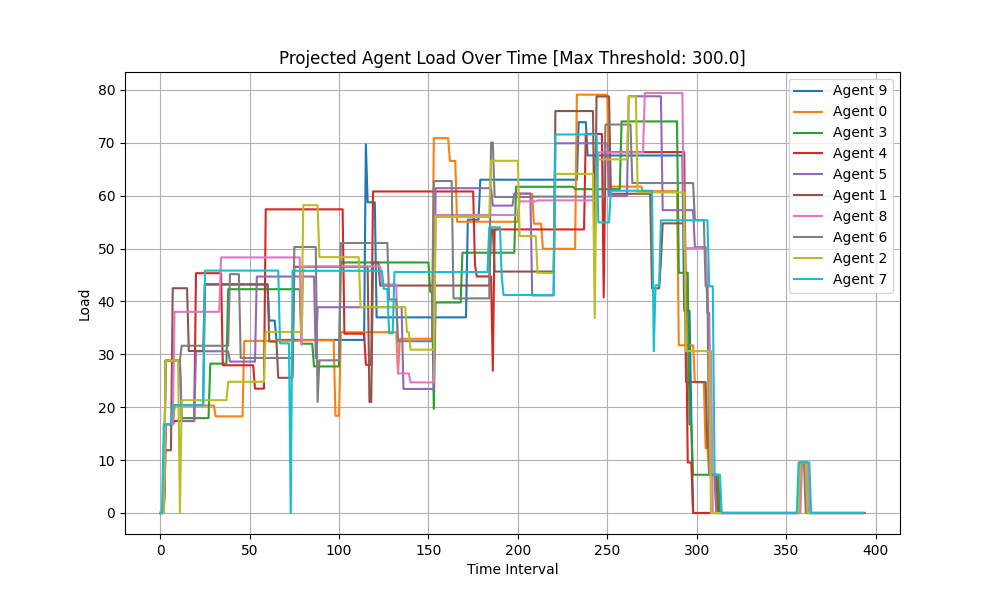 Projected Agent Load Over Time [Max Threshold: 300.0]
Load
80
70
60
50
40
30
20
10
0
Agent 9
Agent 0
Agent 3
Agent 4
Agent 5
Agent 1
Agent 8
Agent 6
Agent 2
Agent 7
0 50 100 150 200 250 300 350 400
Time Interval